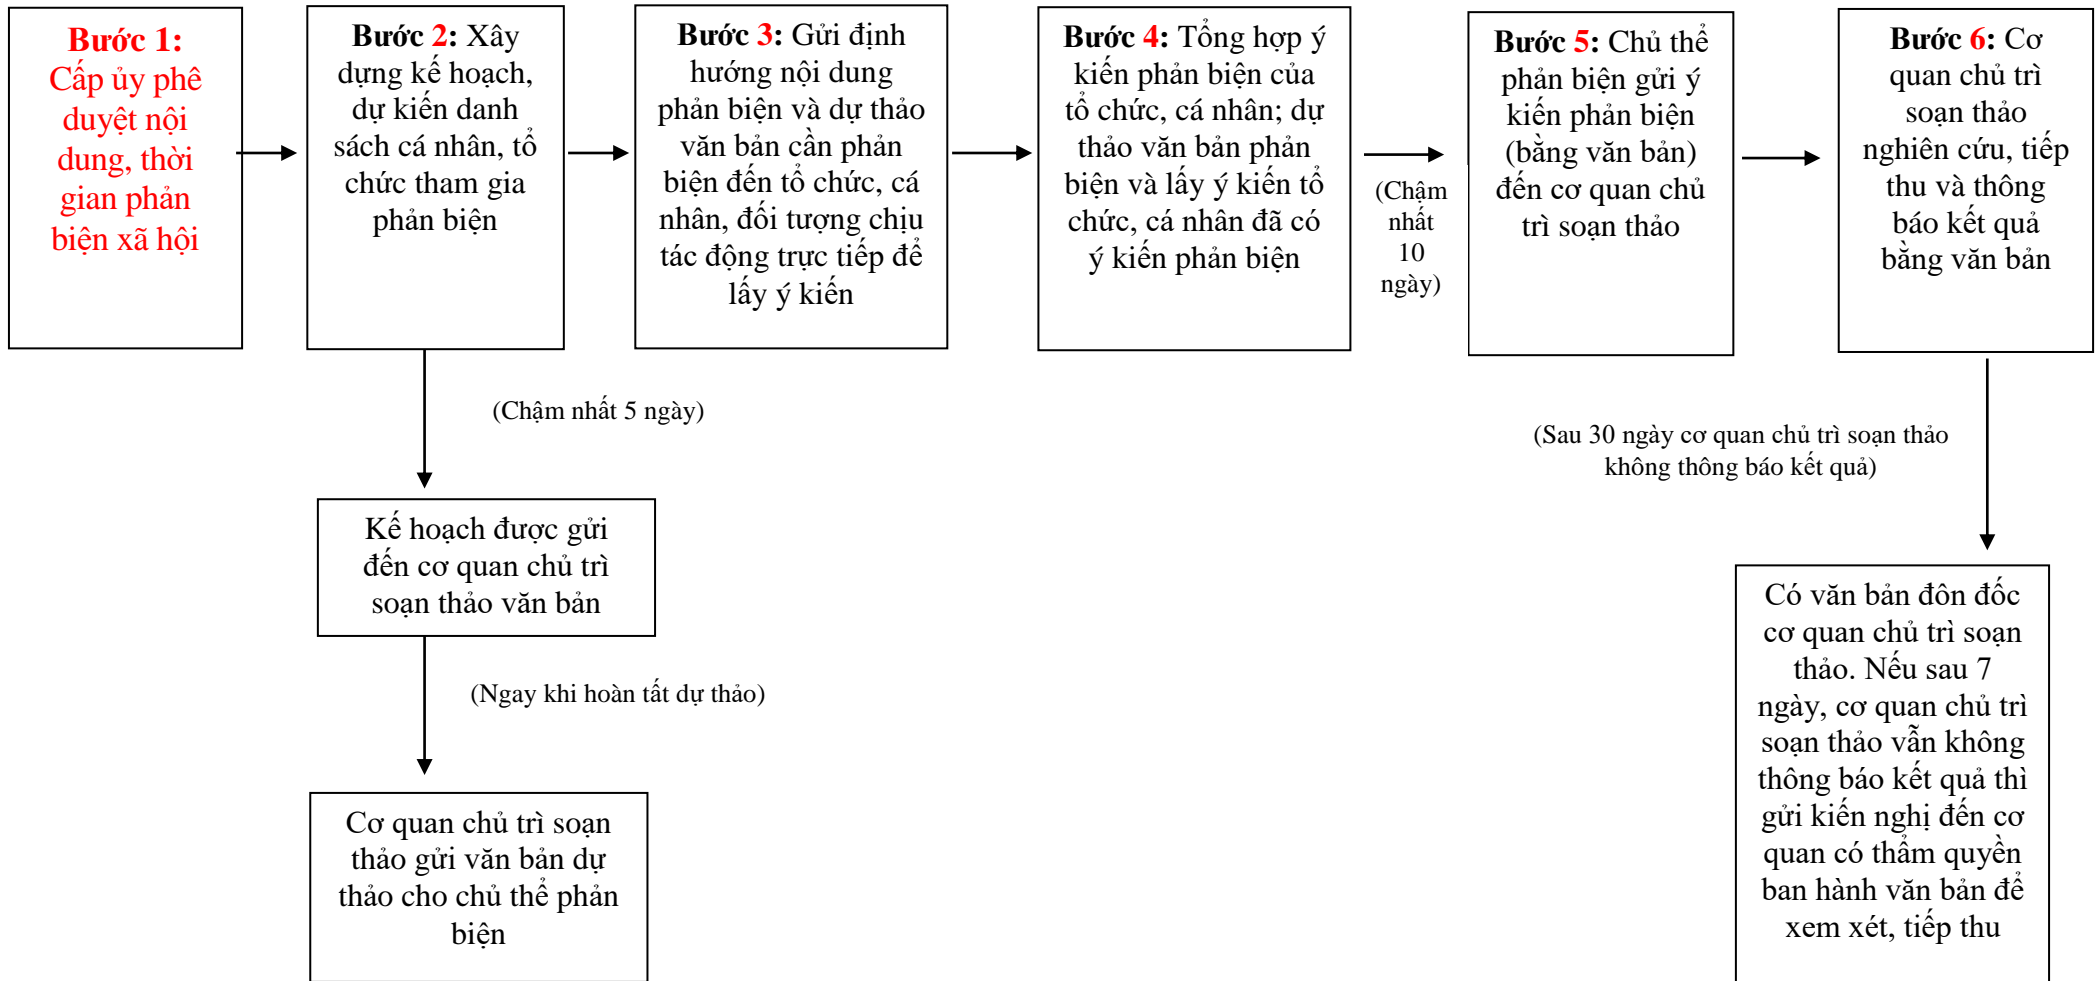 Bước 1:
Cấp ủy phê
duyệt nội
dung, thời
gian phản
biện xã hội
Bước 2: Xây
dựng kế hoạch,
dự kiến danh
sách cá nhân, tổ
chức tham gia
phản biện
Bước 3: Gửi định
hướng nội dung
phản biện và dự thảo
văn bản cần phản
biện đến tổ chức, cá
nhân, đối tượng chịu
tác động trực tiếp để
lấy ý kiến
Bước 4: Tổng hợp ý
kiến phản biện của
tổ chức, cá nhân; dự
thảo văn bản phản
biện và lấy ý kiến tổ
chức, cá nhân đã có
ý kiến phản biện
(Chậm
nhất
10
ngày)
Bước 5: Chủ thể
phản biện gửi ý
kiến phản biện
(bằng văn bản)
đến cơ quan chủ
trì soạn thảo
Bước 6: Cơ
quan chủ trì
soạn thảo
nghiên cứu, tiếp
thu và thông
báo kết quả
bằng văn bản
(Chậm nhất 5 ngày)
(Sau 30 ngày cơ quan chủ trì soạn thảo
không thông báo kết quả)
Kế hoạch được gửi
đến cơ quan chủ trì
soạn thảo văn bản
(Ngay khi hoàn tất dự thảo)
Cơ quan chủ trì soạn
thảo gửi văn bản dự
thảo cho chủ thể phản
biện
Có văn bản đôn đốc
cơ quan chủ trì soạn
thảo. Nếu sau 7
ngày, cơ quan chủ trì
soạn thảo vẫn không
thông báo kết quả thì
gửi kiến nghị đến cơ
quan có thẩm quyền
ban hành văn bản để
xem xét, tiếp thu